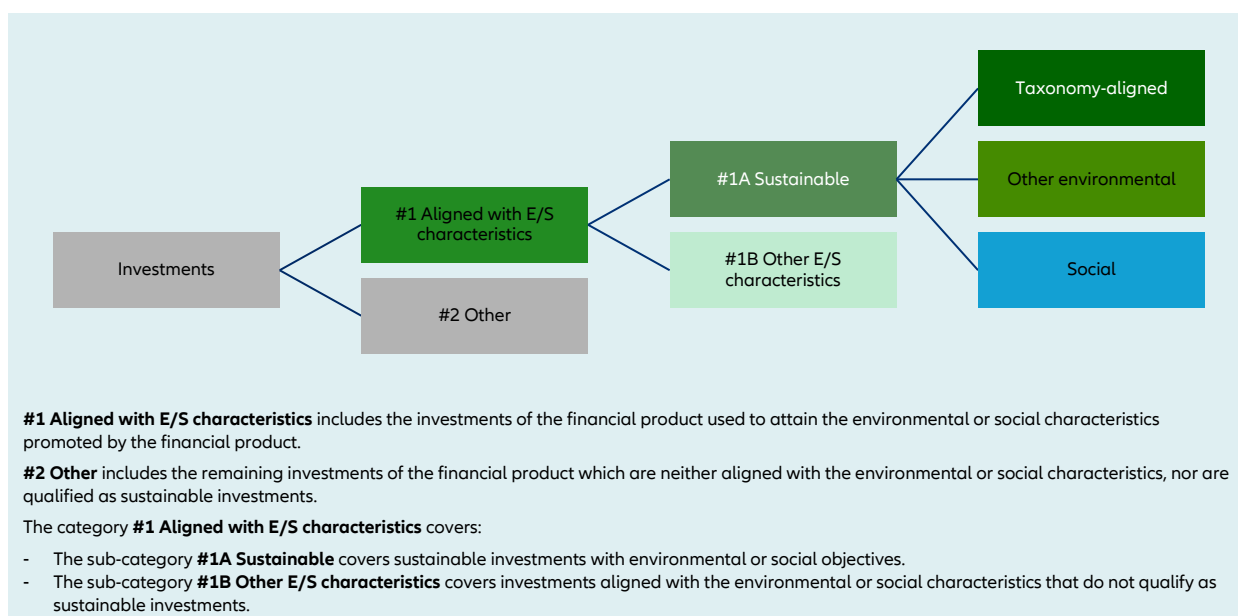 Taxonomy-aligned
#1A Sustainable
Other environmental
#1 Aligned with E/S
characteristics
Investments
#1B Other E/S
characteristics
Social
#2 Other
#1 Aligned with E/S characteristics includes the investments of the financial product used to attain the environmental or social characteristics
promoted by the financial product.
#2 Other includes the remaining investments of the financial product which are neither aligned with the environmental or social characteristics, nor are
qualified as sustainable investments.
The category #1 Aligned with E/S characteristics covers:
- The sub-category #1A Sustainable covers sustainable investments with environmental or social objectives.
- The sub-category #1B Other E/S characteristics covers investments aligned with the environmental or social characteristics that do not qualify as
sustainable investments.